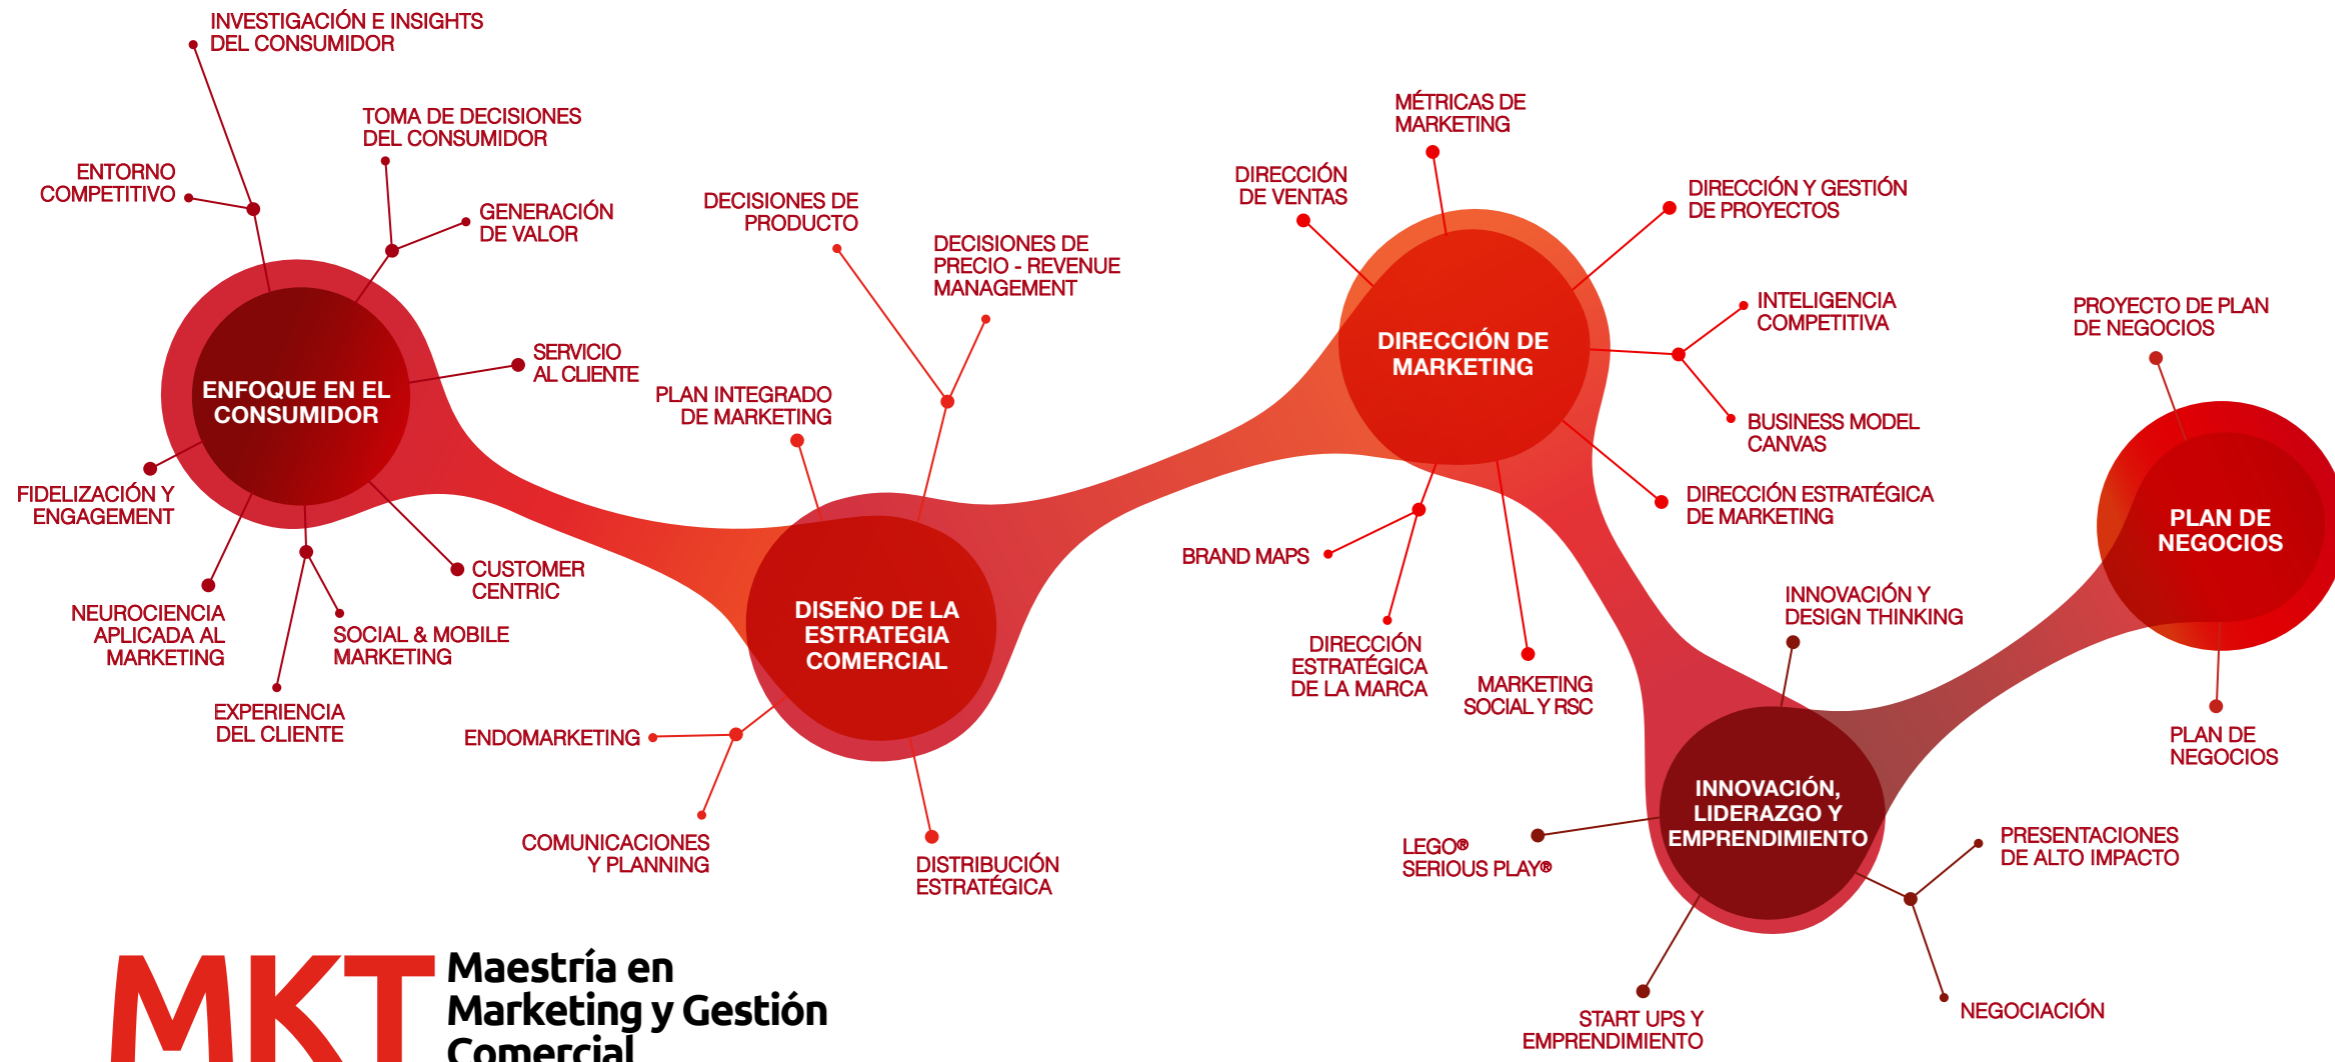 INVESTIGACIÓN E INSIGHTS
DEL CONSUMIDOR
TOMA DE DECISIONES
DEL CONSUMIDOR
ENTORNO
COMPETITIVO
GENERACIÓN
DE VALOR
SERVICIO
AL CLIENTE
ENFOQUE EN EL
CONSUMIDOR
FIDELIZACIÓN Y
ENGAGEMENT
CUSTOMER
CENTRIC
NEUROCIENCIA
APLICADA AL
MARKETING
SOCIAL & MOBILE
MARKETING
EXPERIENCIA
DEL CLIENTE
DECISIONES DE
PRODUCTO
DECISIONES DE
PRECIO - REVENUE
MANAGEMENT
PLAN INTEGRADO
DE MARKETING
DISEÑO DE LA
ESTRATEGIA
COMERCIAL
ENDOMARKETING
COMUNICACIONES
Y PLANNING
DISTRIBUCIÓN
ESTRATÉGICA
MÉTRICAS DE
MARKETING
DIRECCIÓN
DE VENTAS
DIRECCIÓN Y GESTIÓN
DE PROYECTOS
INTELIGENCIA
COMPETITIVA
DIRECCIÓN DE
MARKETING
BUSINESS MODEL
CANVAS
DIRECCIÓN ESTRATÉGICA
DE MARKETING
BRAND MAPS
DIRECCIÓN
ESTRATÉGICA
DE LA MARCA
MARKETING
SOCIAL Y RSC
INNOVACIÓN Y
DESIGN THINKING
INNOVACIÓN,
LIDERAZGO Y
EMPRENDIMIENTO
LEGO®
SERIOUS PLAY®
PRESENTACIONES
DE ALTO IMPACTO
START UPS Y
EMPRENDIMIENTO
NEGOCIACIÓN
PROYECTO DE PLAN
DE NEGOCIOS
PLAN DE
NEGOCIOS
PLAN DE
NEGOCIOS
MKT
Maestría en
Marketing y Gestión
Comercial